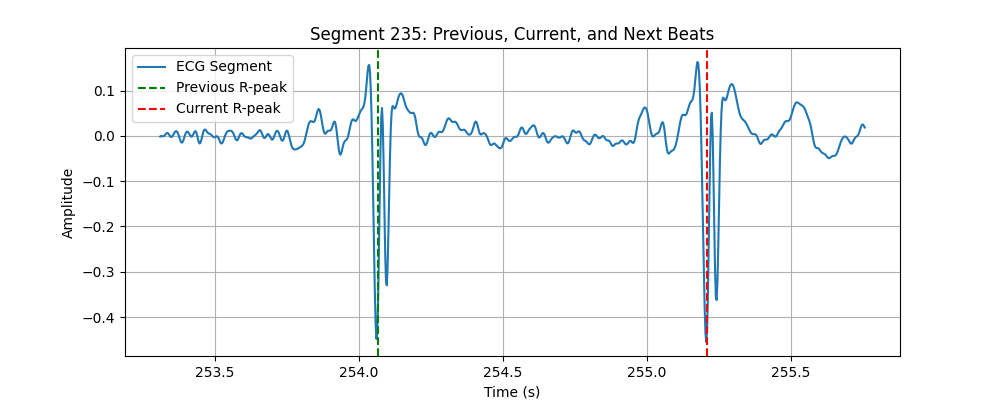 Segment 235: Previous, Current, and Next Beats
ECG Segment
Previous R-peak
Current R-peak
0.1
0.0
−0.1
−0.2
−0.3
−0.4
Amplitude
253.5
254.0
254.5
255.0
255.5
Time (s)